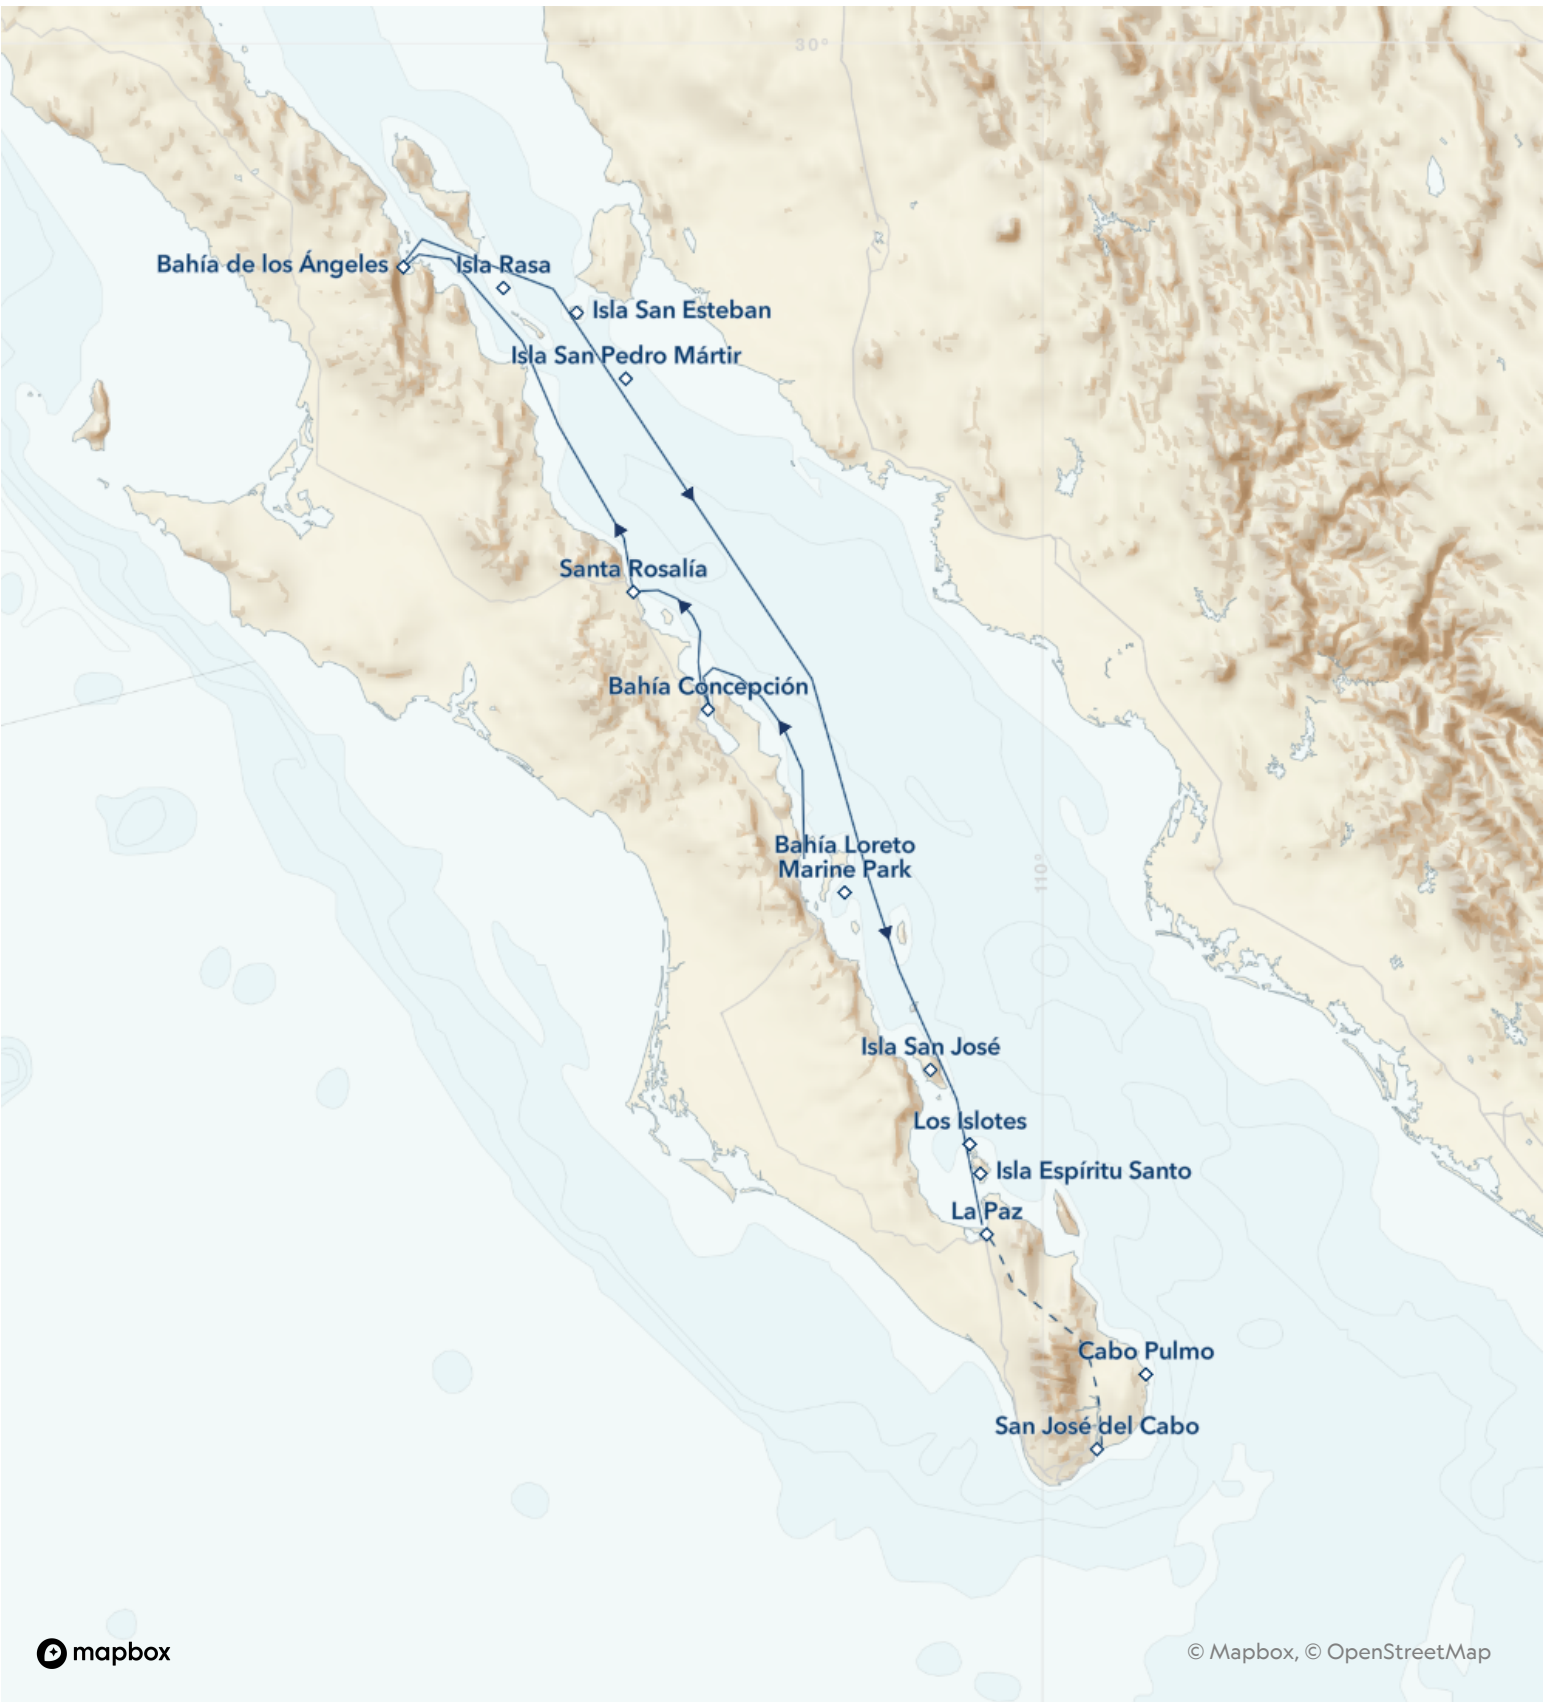 30°
Bahía de los Ángeles
Isla Rasa
Isla San Esteban
Isla San Pedro Mártir
Santa Rosalía
Bahía Concepción
Bahía Loreto
Marine Park
110°
Isla San José
Los Islotes
Isla Espíritu Santo
La Paz
Cabo Pulmo
San José del Cabo
mapbox
© Mapbox, © OpenStreetMap